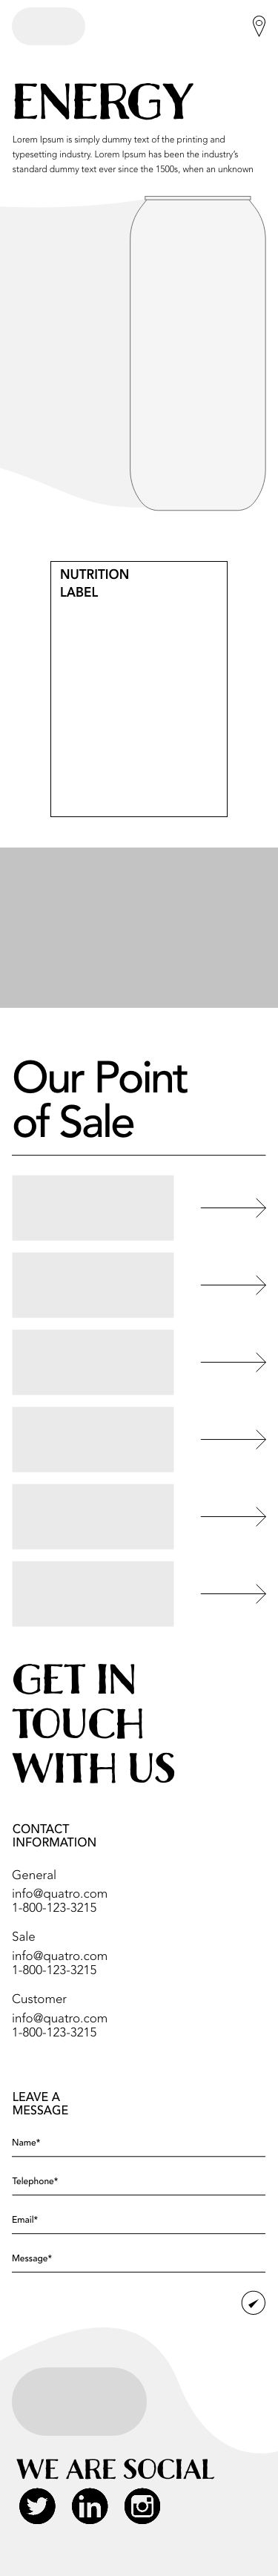 ENERGY
Lorem Ipsum is simply dummy text of the printing and
typesetting industry. Lorem Ipsum has been the industry's
standard dummy text ever since the 1500s, when an unknown
NUTRITION
LABEL
Our Point
of Sale
GET IN
TOUCH
WITH US
CONTACT
INFORMATION
General
info@quatro.com
1-800-123-3215
Sale
info@quatro.com
1-800-123-3215
Customer
info@quatro.com
1-800-123-3215
LEAVE A
MESSAGE
Name*
Telephone*
Email*
Message*
WE ARE SOCIAL
in